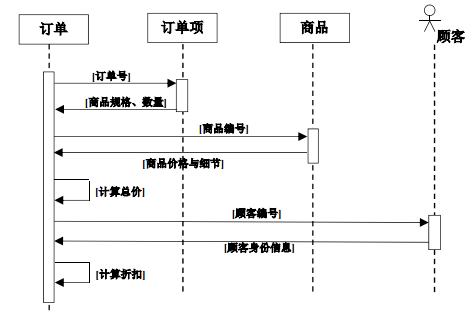 订单
订单项
商品
顾客
[订单号]
[商品规格、数量]
[商品编号]
[商品价格与细节]
[计算总价]
[顾客编号]
[顾客身份信息]
[计算折扣]